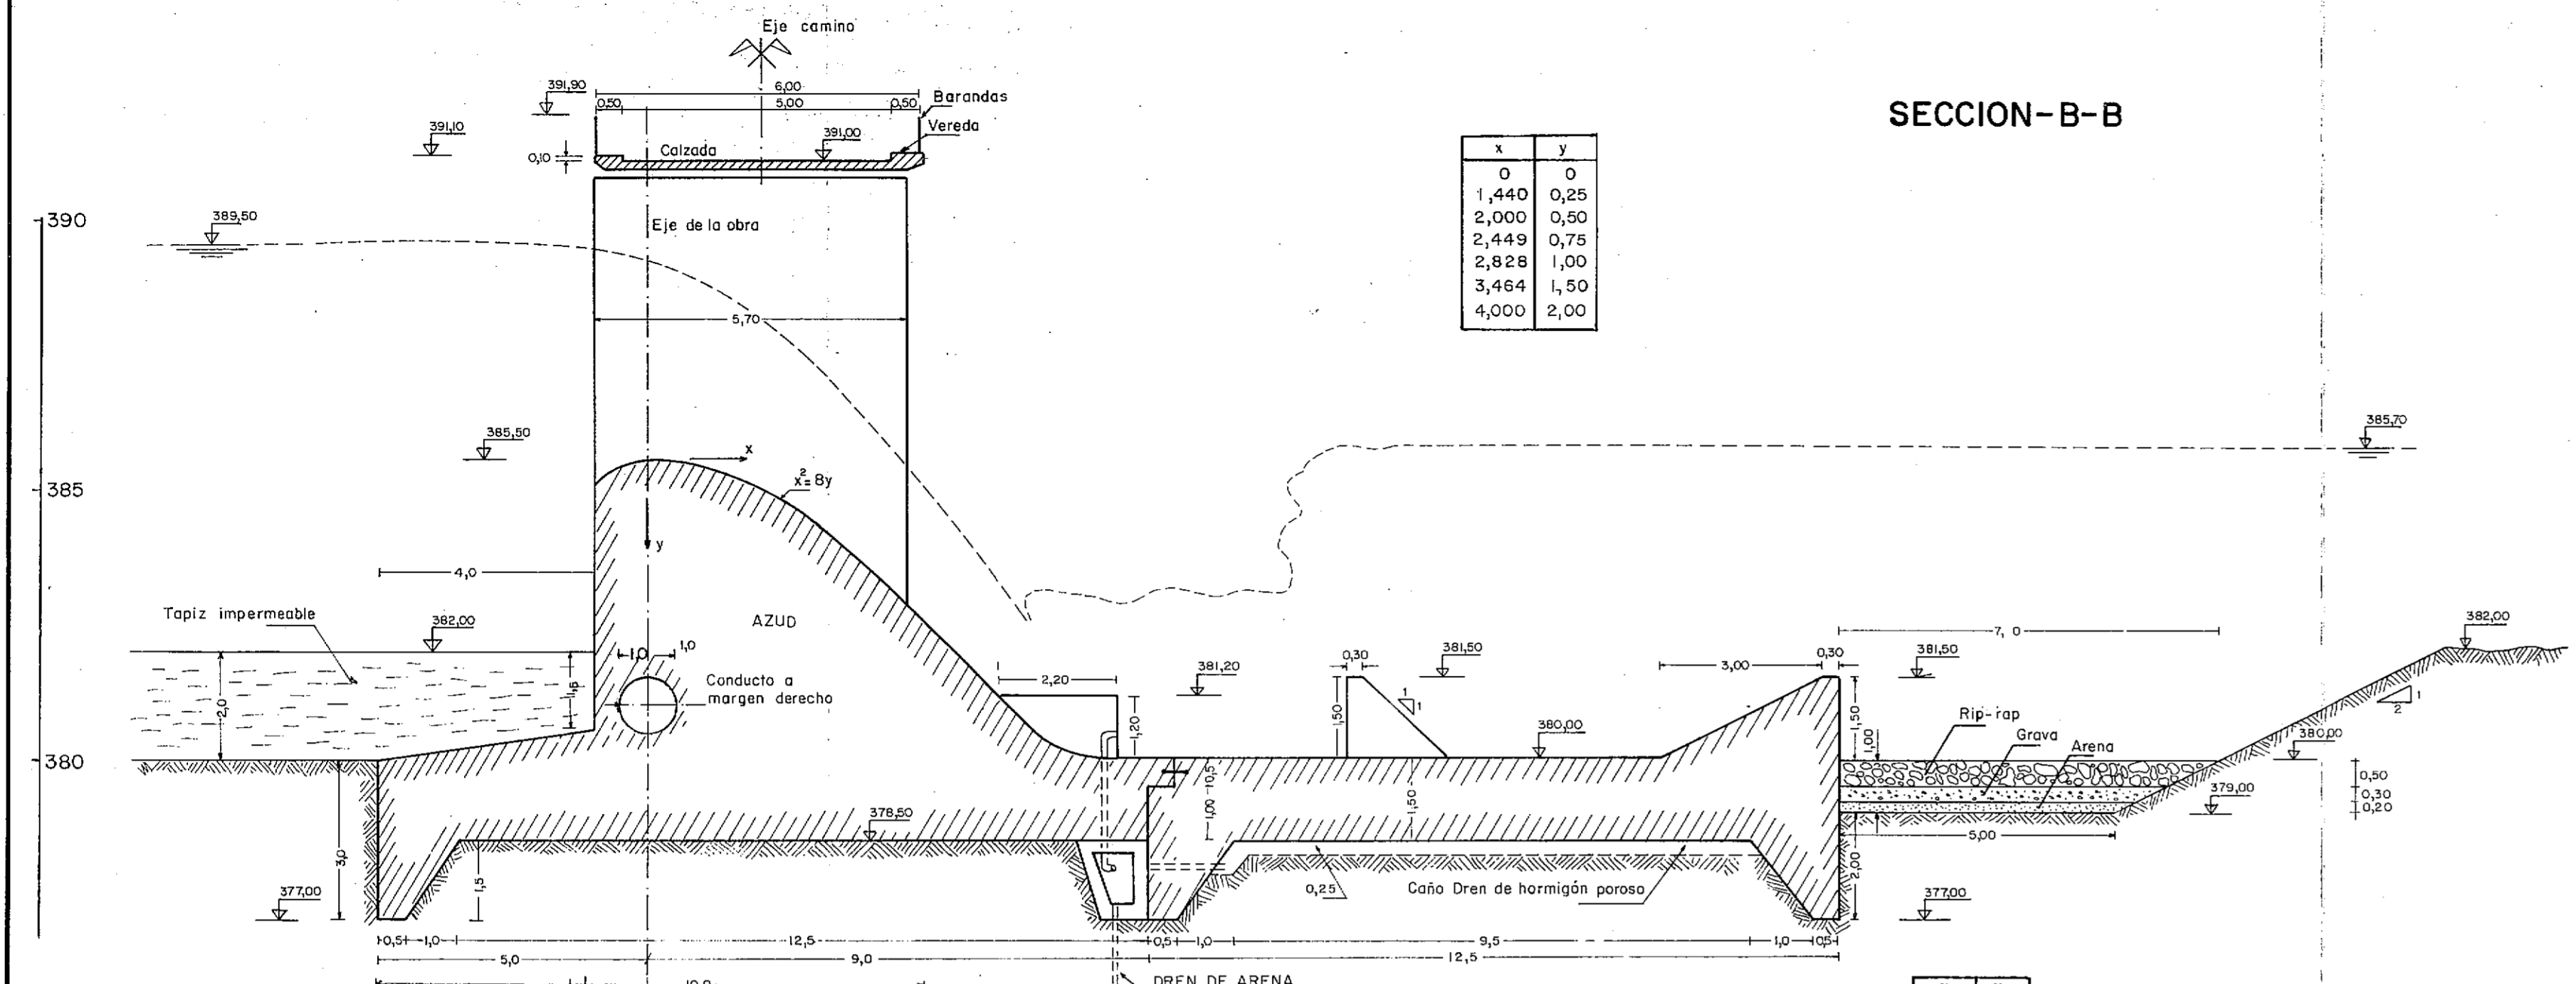 Eje camino
SECCION-B-B
391,90
6,00
0,50
5,00
0,50
Barandas
Vereda
391,10
391,00
Calzada
0,10
x y
0 0
1,440 0,25
2,000 0,50
2,449 0,75
2,828 1,00
3,464 1,50
4,000 2,00
390
389,50
Eje de la obra
5,70
385,50
x
x²=8y
385,70
385
y
4,0
Tapiz impermeable
382,00
AZUD
1,0
1,0
Conducto a
margen derecho
2,0
1,5
2,20
1,20
381,20
0,30
1,50
381,50
1
1
380,00
3,00
0,30
381,50
7, 0
382,00
1
2
1,50
1,00
Rip-rap
Grava
Arena
380,00
379,00
0,50
0,30
0,20
380
378,50
3,0
1,5
377,00
1,00
0,5
1,50
0,25
Caño Dren de hormigón poroso
5,00
2,00
377,00
0,5 1,0 12,5 0,5 1,0 9,5 1,0 0,5
5,0 9,0 12,5
DREN DE ARENA